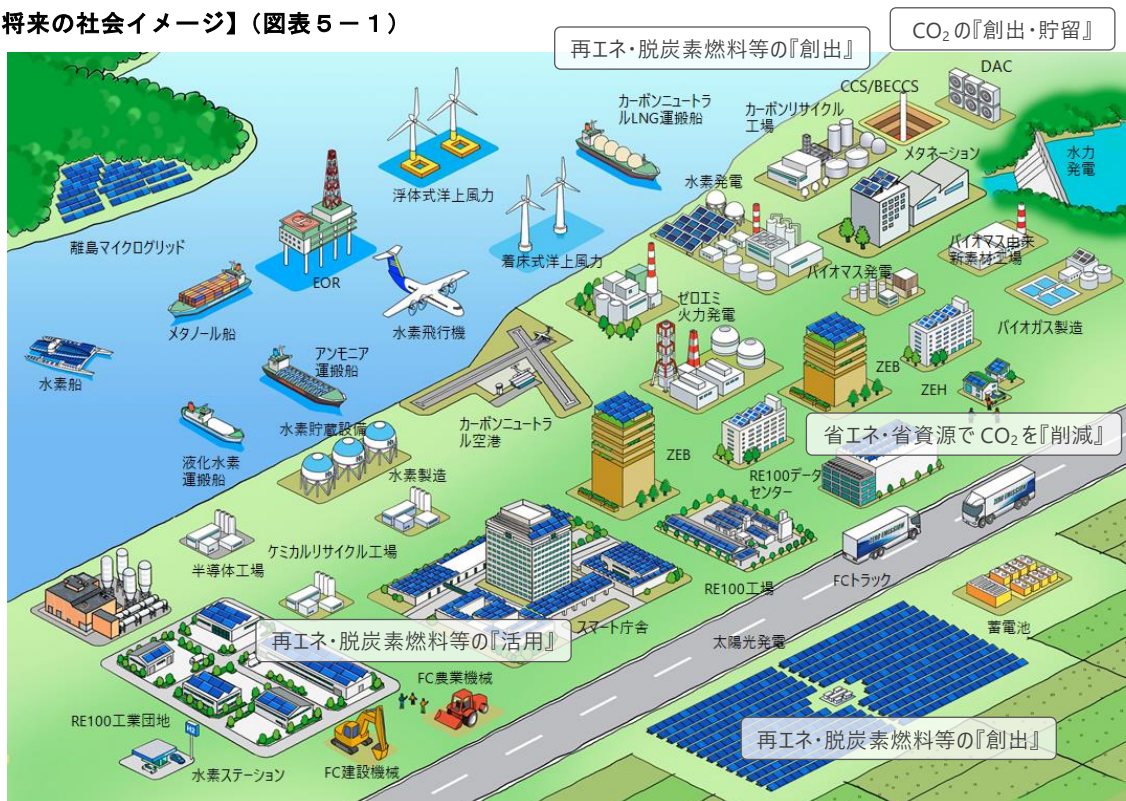 将来の社会イメージ】（図表５－１）
再エネ・脱炭素燃料等の『創出』
CO₂の『創出・貯留』
DAC
CCS/BECCS
カーボンリサイクル
工場
カーボンニュートラ
ルLNG運搬船
メタネーション
水力
発電
浮体式洋上風力
水素発電
離島マイクログリッド
着床式洋上風力
バイオマス由来
新素材工場
バイオマス発電
EOR
ゼロエミ
火力発電
バイオガス製造
メタノール船
水素飛行機
アンモニア
運搬船
水素船
ZEB
ZEH
カーボンニュートラ
ル空港
水素貯蔵設備
省エネ・省資源でCO₂を『削減』
ZEB
液化水素
運搬船
水素製造
RE100データ
センター
ZERO EMISSION
ZERO EMISSION
ケミカルリサイクル工場
半導体工場
RE100工場
FCトラック
スマート庁舎
太陽光発電
蓄電池
再エネ・脱炭素燃料等の『活用』
FC農業機械
RE100工業団地
再エネ・脱炭素燃料等の『創出』
水素ステーション
FC建設機械